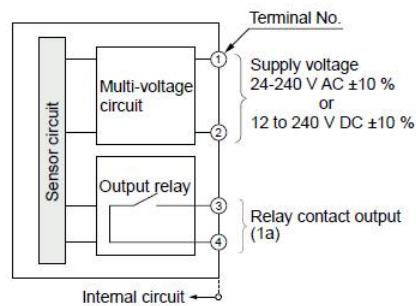 Terminal No.
1
Multi-voltage
circuit
Supply voltage
24-240 V AC ±10 %
or
12 to 240 V DC ±10 %
2
Sensor circuit
Output relay
3
Relay contact output
(1a)
4
Internal circuit